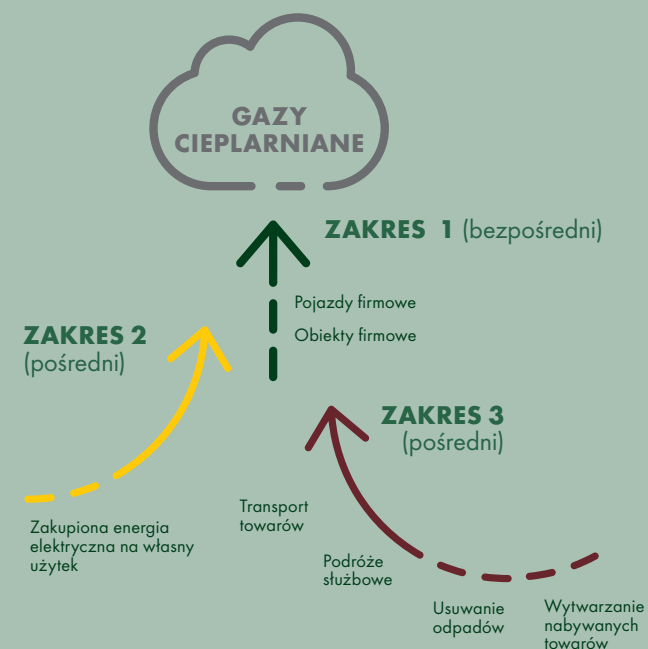 GAZY
CIEPLARNIANE
ZAKRES 1 (bezpośredni)
Pojazdy firmowe
Obiekty firmowe
ZAKRES 2
(pośredni)
Zakupiona energia
elektryczna na własny
użytek
ZAKRES 3
(pośredni)
Transport
towarów
Podróże
służbowe
Usuwanie
odpadów
Wytwarzanie
nabywanych
towarów